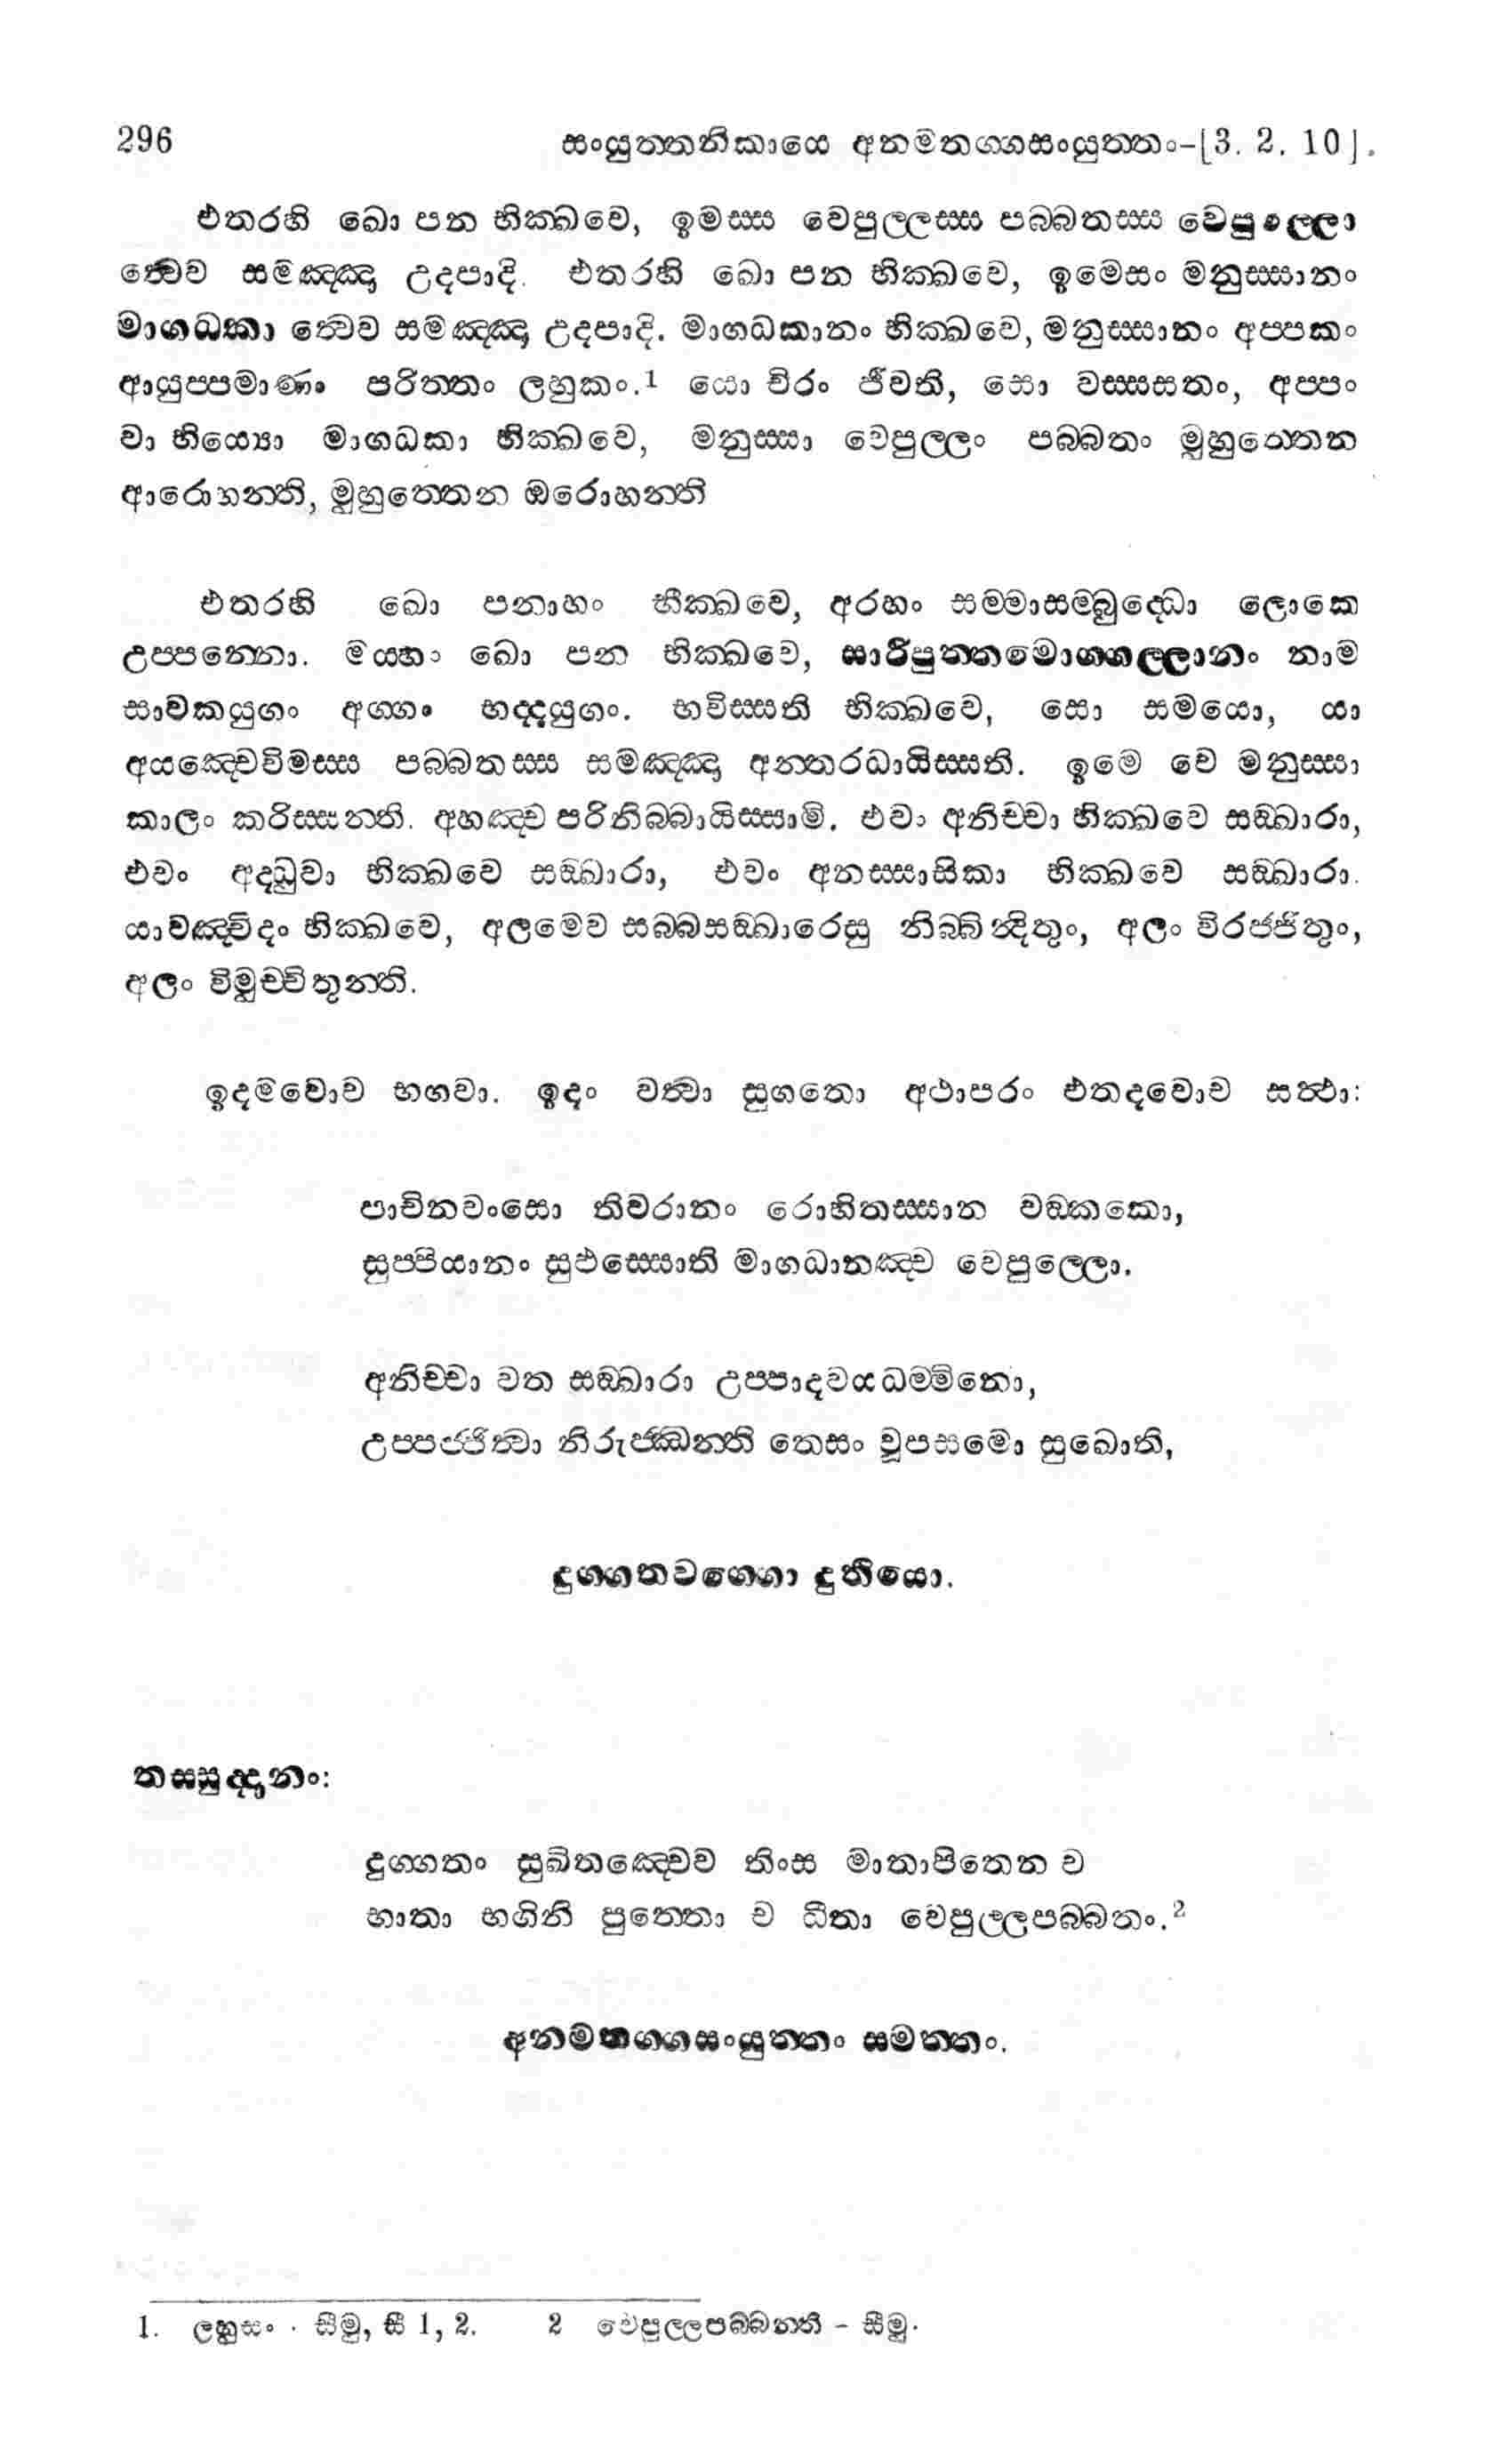 296 සංයුත්තනිකායෙ අනමතග්ගසංයුත්තං-[3. 2. 10].
එතරහි ඛො පන භික්ඛවෙ, ඉමස්ස වෙපුල්ලස්ස පබ්බතස්ස වෙපුල්ලො
ත්වෙව සමඤ්ඤා උදපාදි. එතරහි ඛො පන භික්ඛවෙ, ඉමෙසං මනුස්සානං
මාගධකා ත්වෙව සමඤ්ඤා උදපාදි. මාගධකානං භික්ඛවෙ, මනුස්සානං අප්පකං
ආයුප්පමාණං පරිත්තං ලහුකං.1 යො චිරං ජීවති, සො වස්සසතං, අප්පං
වා භිය්‍යො මාගධකා භික්ඛවෙ, මනුස්සා වෙපුල්ලං පබ්බතං මුහුත්තෙන
ආරොහන්ති, මුහුත්තෙන ඔරොහන්ති
එතරහි ඛො පනාහං භික්ඛවෙ, අරහං සම්මාසම්බුද්ධො ලොකෙ
උප්පන්නො. මය්හං ඛො පන භික්ඛවෙ, සාරිපුත්තමොග්ගල්ලානං නාම
සාවකයුගං අග්ගං භද්දයුගං. භවිස්සති භික්ඛවෙ, සො සමයො, යා
අයඤ්චෙවිමස්ස පබ්බතස්ස සමඤ්ඤා අන්තරධායිස්සති. ඉමෙ ච මනුස්සා
කාලං කරිස්සන්ති. අහඤ්ච පරිනිබ්බායිස්සාමි. එවං අනිච්චා භික්ඛවෙ සඞ්ඛාරා,
එවං අද්ධුවා භික්ඛවෙ සඞ්ඛාරා, එවං අනස්සාසිකා භික්ඛවෙ සඞ්ඛාරා.
යාවඤ්චිදං භික්ඛවෙ, අලමෙව සබ්බසඞ්ඛාරෙසු නිබ්බින්දිතුං, අලං විරජ්ජිතුං,
අලං විමුච්චිතුන්ති.
ඉදමවොච භගවා. ඉදං වත්වා සුගතො අථාපරං එතදවොච සත්ථා:
පාචිනවංසො තිවරානං රොහිතස්සාන වඞ්කකො,
සුප්පියානං සුඵස්සොති මාගධානඤ්ච වෙපුල්ලො.
අනිච්චා වත සඞ්ඛාරා උප්පාදවයධම්මිනො,
උප්පජ්ජිත්වා නිරුජ්ඣන්ති තෙසං වූපසමො සුඛොති,
දුග්ගතවග්ගො දුතියො.
තස්සුද්දානං:
දුග්ගතං සුඛිතඤ්චෙව තිංස මාතාපිතෙන ච
භාතා භගිනී පුත්තො ච ධීතා වෙපුල්ලපබ්බතං.2
අනමතග්ගසංයුත්තං සමත්තං.
1. ලහුසං · සීමු, සී 1, 2. 2 වෙපුල්ලපබ්බතන්ති - සීමු.